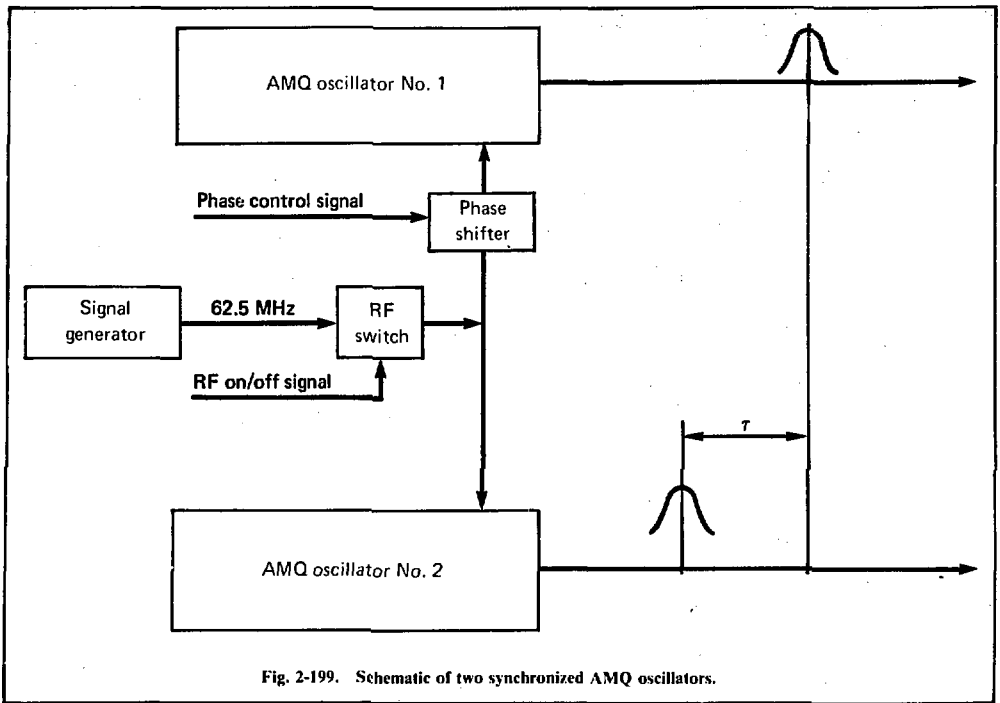 AMQ oscillator No. 1
Phase control signal
Phase
shifter
Signal
generator
62.5 MHz
RF
switch
RF on/off signal
τ
AMQ oscillator No. 2
Fig. 2-199. Schematic of two synchronized AMQ oscillators.